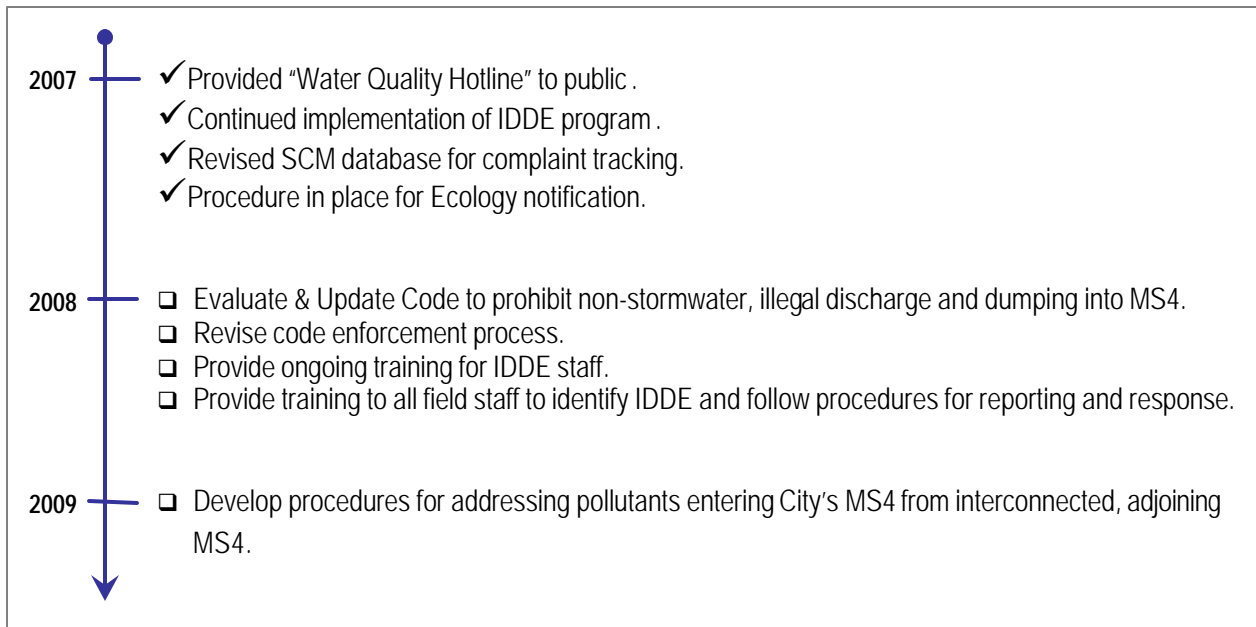 2007 ✓ Provided “Water Quality Hotline” to public .
✓ Continued implementation of IDDE program .
✓ Revised SCM database for complaint tracking.
✓ Procedure in place for Ecology notification.
2008 ❑ Evaluate & Update Code to prohibit non-stormwater, illegal discharge and dumping into MS4.
❑ Revise code enforcement process.
❑ Provide ongoing training for IDDE staff.
❑ Provide training to all field staff to identify IDDE and follow procedures for reporting and response.
2009 ❑ Develop procedures for addressing pollutants entering City’s MS4 from interconnected, adjoining
MS4.